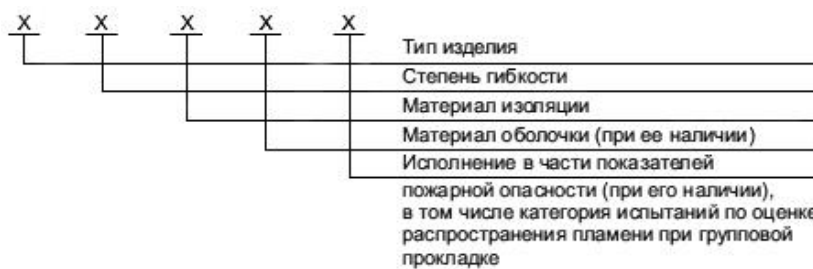 X X X X X
Тип изделия
Степень гибкости
Материал изоляции
Материал оболочки (при ее наличии)
Исполнение в части показателей
пожарной опасности (при его наличии),
в том числе категория испытаний по оценке
распространения пламени при групповой
прокладке